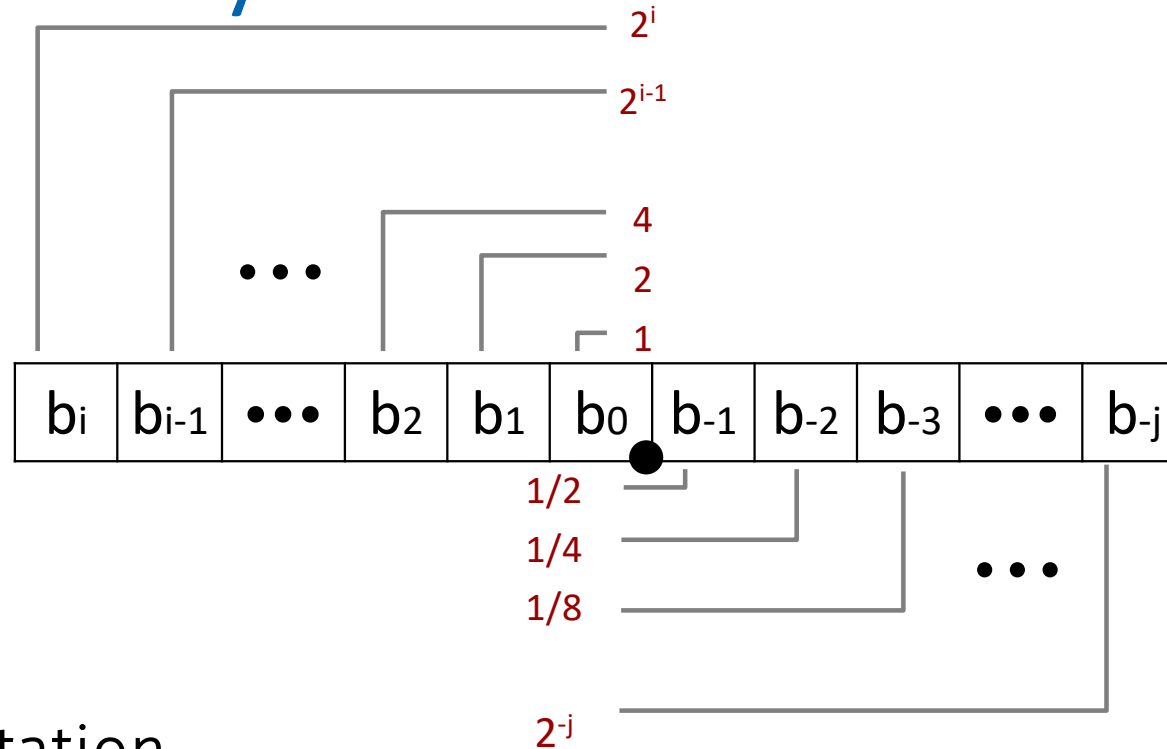 2ⁱ
2ⁱ⁻¹
4
•••
2
1
bᵢ bᵢ₋₁ ••• b₂ b₁ b₀ b₋₁ b₋₂ b₋₃ ••• b₋ⱼ
1/2
1/4
•••
1/8
2⁻ʲ